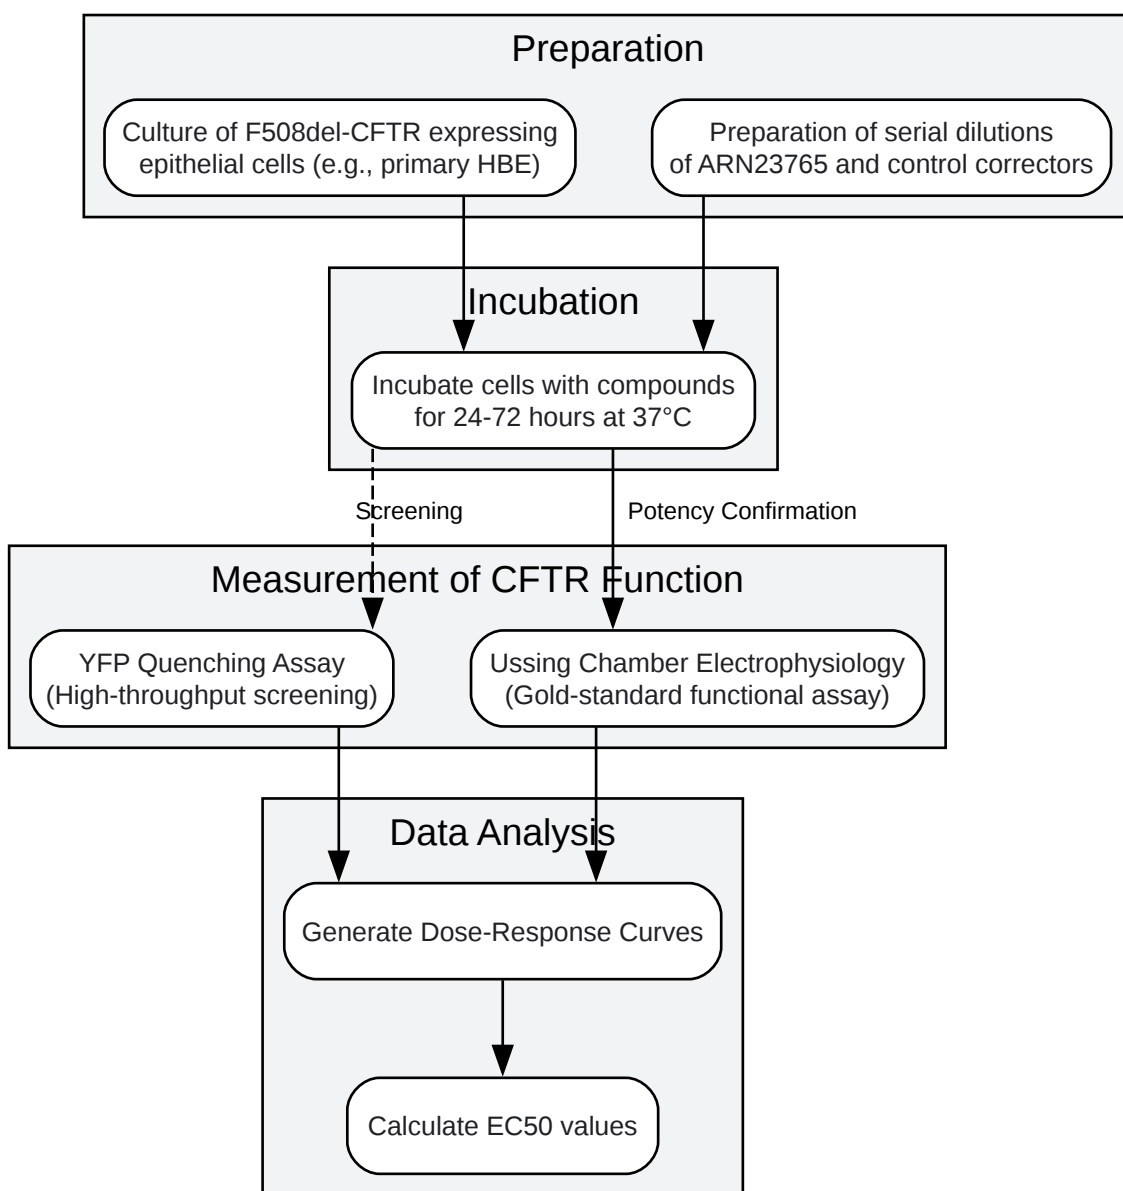 Preparation
Culture of F508del-CFTR expressing
epithelial cells (e.g., primary HBE)
Preparation of serial dilutions
of ARN23765 and control correctors
Incubation
Incubate cells with compounds
for 24-72 hours at 37°C
Screening
Potency Confirmation
Measurement of CFTR Function
YFP Quenching Assay
(High-throughput screening)
Ussing Chamber Electrophysiology
(Gold-standard functional assay)
Data Analysis
Generate Dose-Response Curves
Calculate EC50 values